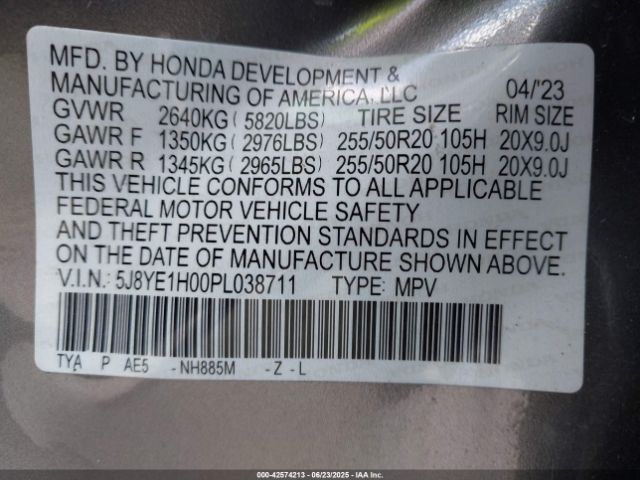 MFD. BY HONDA DEVELOPMENT &
MANUFACTURING OF AMERICA, LLC 04/'23
GVWR 2640KG ( 5820LBS) TIRE SIZE RIM SIZE
GAWR F 1350KG ( 2976LBS) 255/50R20 105H 20X9.0J
GAWR R 1345KG ( 2965LBS) 255/50R20 105H 20X9.0J
THIS VEHICLE CONFORMS TO ALL APPLICABLE
FEDERAL MOTOR VEHICLE SAFETY
AND THEFT PREVENTION STANDARDS IN EFFECT
ON THE DATE OF MANUFACTURE SHOWN ABOVE.
V.I.N.: 5J8YE1H00PL038711 TYPE: MPV
TYA P AE5 - NH885M - Z - L
000-42574213 - 06/23/2025 - IAAI.COM